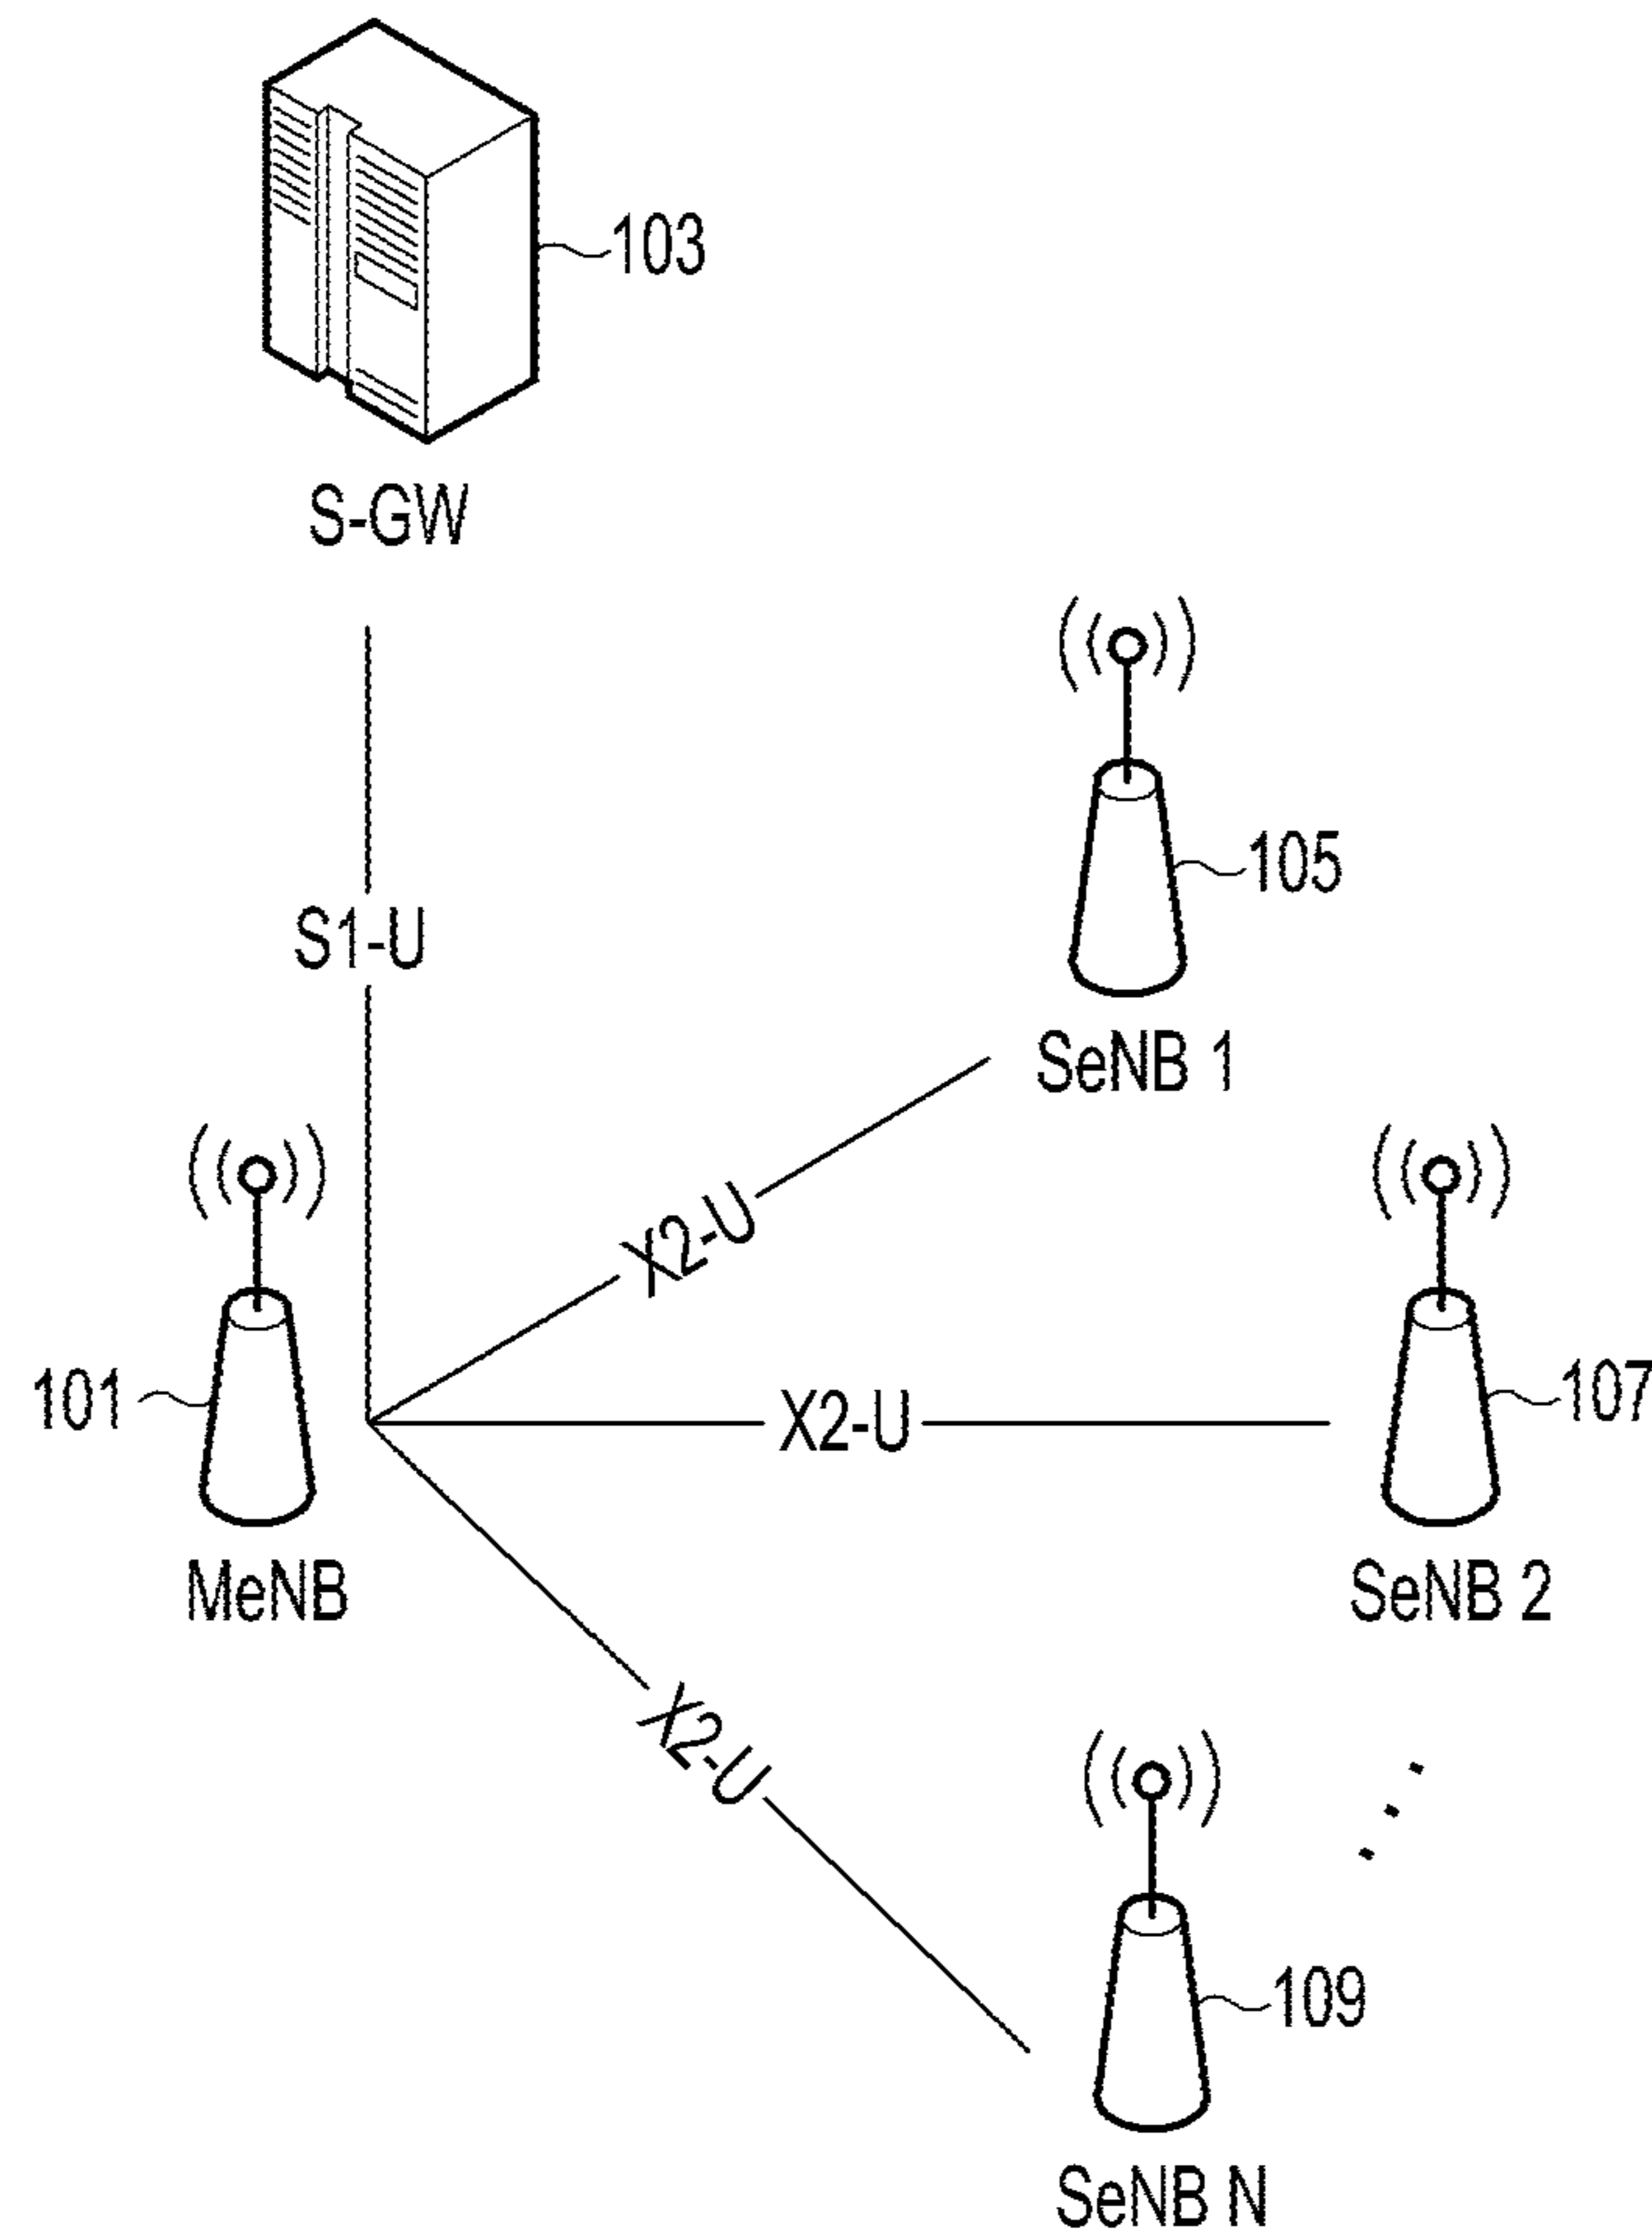 103
S-GW
105
S1-U
SeNB 1
X2-U
101
X2-U
107
MeNB
SeNB 2
X2-U
109
SeNB N